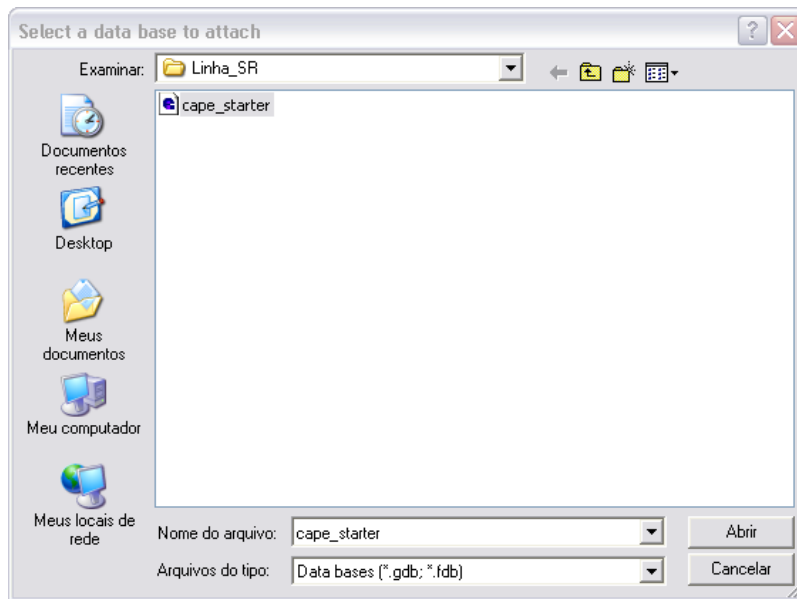 Select a data base to attach
Examinar: Linha_SR
cape_starter
Documentos
recentes
Desktop
Meus
documentos
Meu computador
Meus locais de
rede
Nome do arquivo: cape_starter Abrir
Arquivos do tipo: Data bases (*.gdb; *.fdb) Cancelar